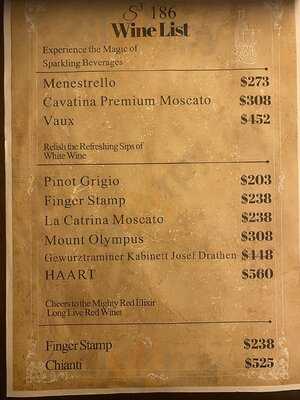 S' 186
Wine List
Experience the Magic of
Sparkling Beverages
Menestrello $273
Cavatina Premium Moscato $308
Vaux $452
Relish the Refreshing Sips of
White Wine
Pinot Grigio $203
Finger Stamp $238
La Catrina Moscato $238
Mount Olympus $308
Gewurztraminer Kabinett Josef Drathen $448
HAART $560
Cheers to the Mighty Red Elixir
Long Live Red Wines
Finger Stamp $238
Chianti $525